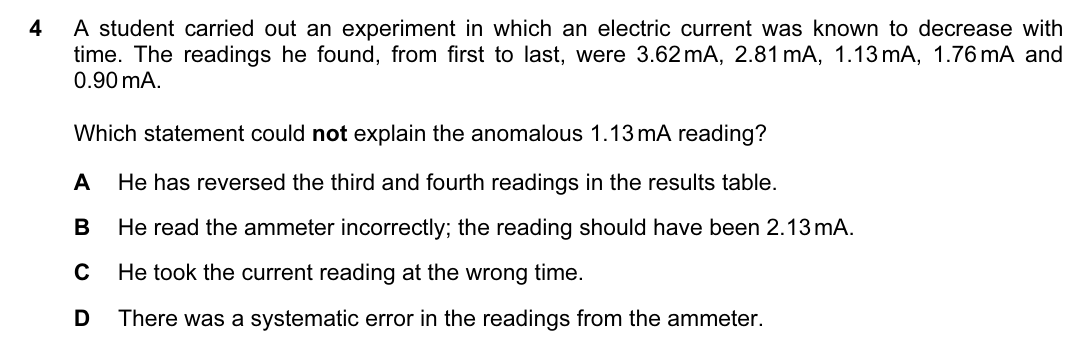 4 A student carried out an experiment in which an electric current was known to decrease with
time. The readings he found, from first to last, were 3.62 mA, 2.81 mA, 1.13 mA, 1.76 mA and
0.90 mA.
Which statement could not explain the anomalous 1.13 mA reading?
A He has reversed the third and fourth readings in the results table.
B He read the ammeter incorrectly; the reading should have been 2.13 mA.
C He took the current reading at the wrong time.
D There was a systematic error in the readings from the ammeter.